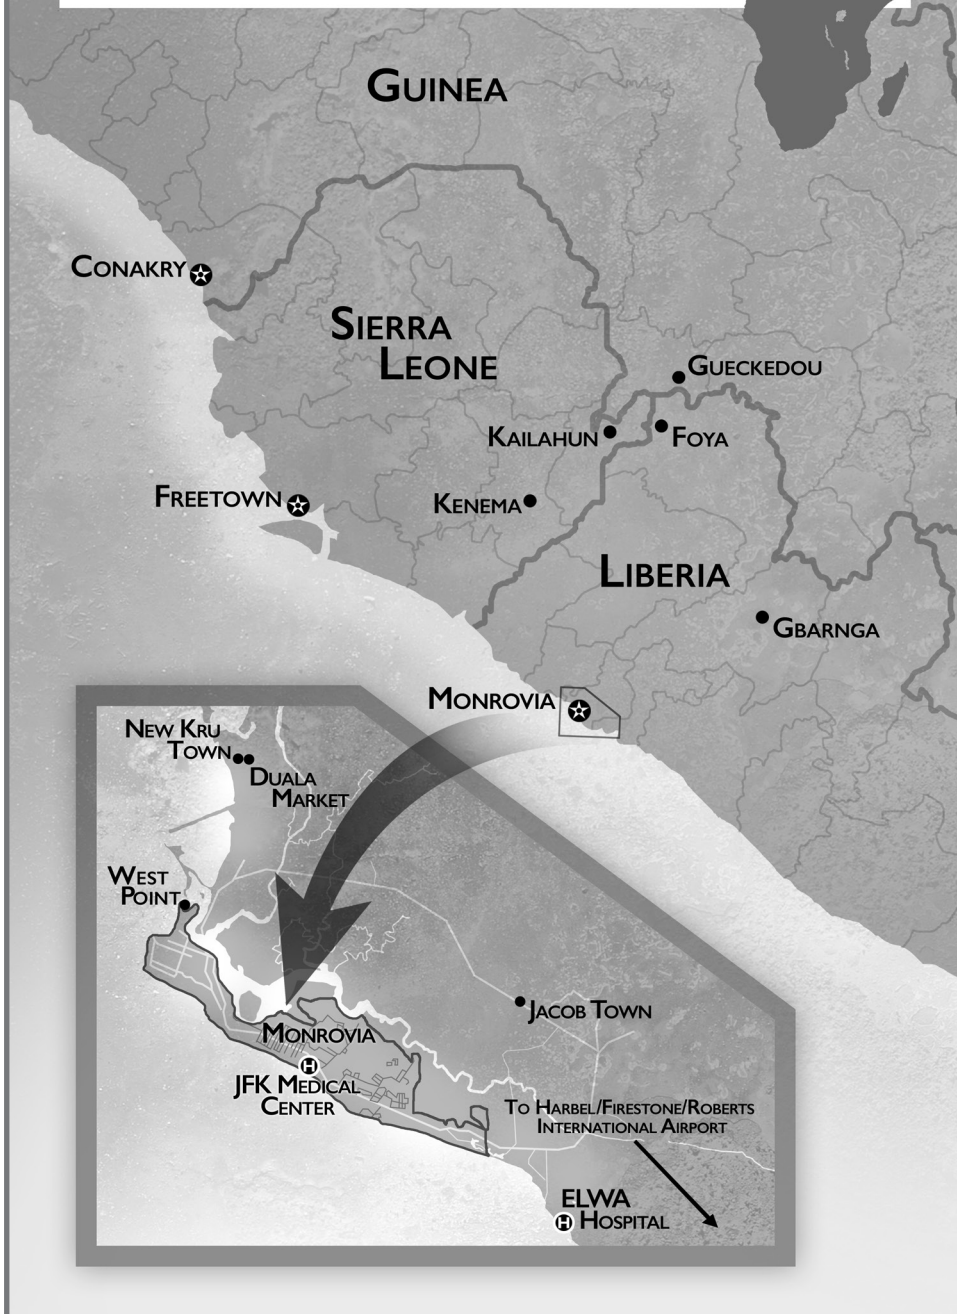 GUINEA
CONAKRY
SIERRA
LEONE
GUECKEDOU
KAILAHUN
FOYA
FREETOWN
KENEMA
LIBERIA
GBARNGA
MONROVIA
NEW KRU
TOWN
DUALA
MARKET
WEST
POINT
JACOB TOWN
MONROVIA
H
JFK MEDICAL
CENTER
TO HARBEL/FIRESTONE/ROBERTS
INTERNATIONAL AIRPORT
ELWA
H HOSPITAL